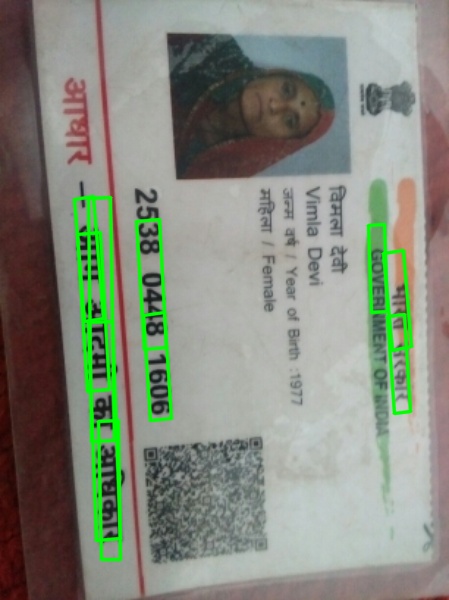 भारत सरकार
GOVERNMENT OF INDIA
विमला देवी
Vimla Devi
जन्म वर्ष / Year of Birth :1977
महिला / Female
2538 0448 1606
आधार – आम आदमी का अधिकार